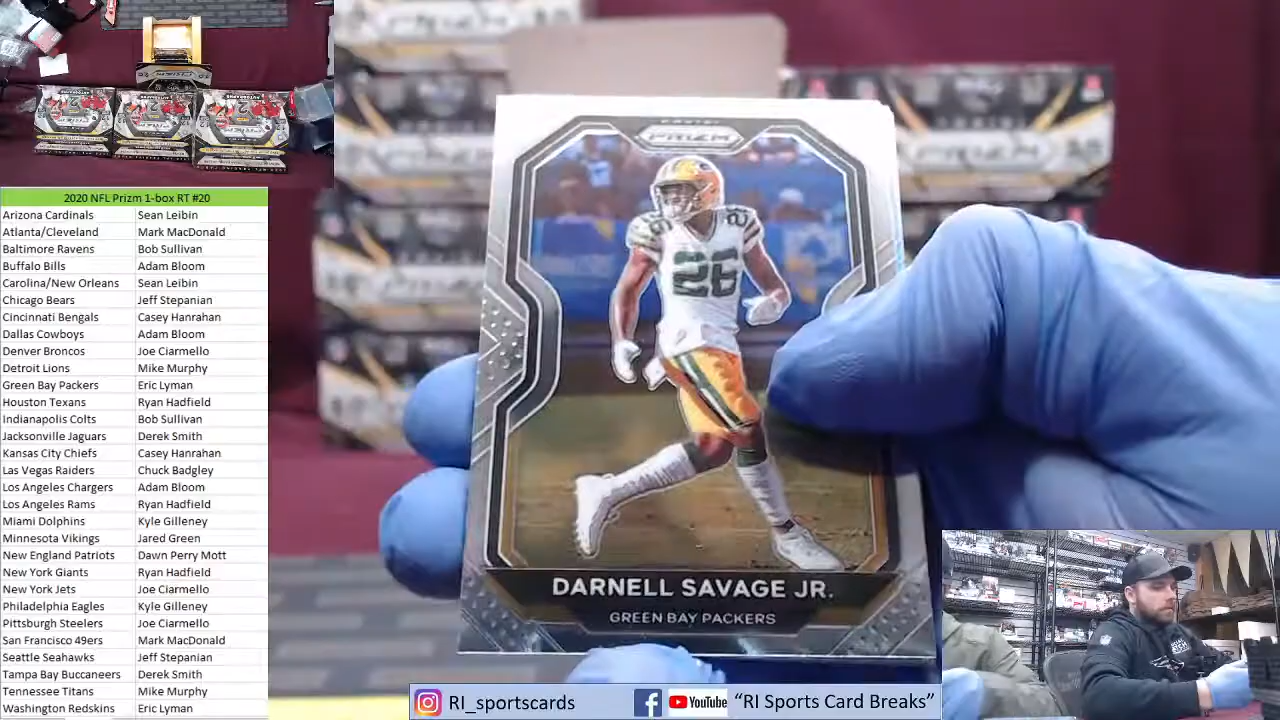 2020 NFL Prizm 1-box RT #20
Arizona Cardinals Sean Leibin
Atlanta/Cleveland Mark MacDonald
Baltimore Ravens Bob Sullivan
Buffalo Bills Adam Bloom
Carolina/New Orleans Sean Leibin
Chicago Bears Jeff Stepanian
Cincinnati Bengals Casey Hanrahan
Dallas Cowboys Adam Bloom
Denver Broncos Joe Ciarmello
Detroit Lions Mike Murphy
Green Bay Packers Eric Lyman
Houston Texans Ryan Hadfield
Indianapolis Colts Bob Sullivan
Jacksonville Jaguars Derek Smith
Kansas City Chiefs Casey Hanrahan
Las Vegas Raiders Chuck Badgley
Los Angeles Chargers Adam Bloom
Los Angeles Rams Ryan Hadfield
Miami Dolphins Kyle Gilleney
Minnesota Vikings Jared Green
New England Patriots Dawn Perry Mott
New York Giants Ryan Hadfield
New York Jets Joe Ciarmello
Philadelphia Eagles Kyle Gilleney
Pittsburgh Steelers Joe Ciarmello
San Francisco 49ers Mark MacDonald
Seattle Seahawks Jeff Stepanian
Tampa Bay Buccaneers Derek Smith
Tennessee Titans Mike Murphy
Washington Redskins Eric Lyman
PANINI
PRIZM
26
26
DARNELL SAVAGE JR.
GREEN BAY PACKERS
RI_sportscards
YouTube "RI Sports Card Breaks"